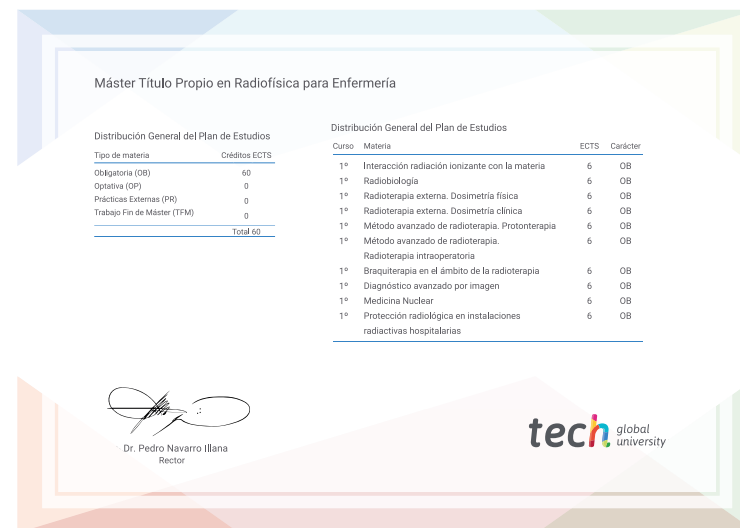 Máster Título Propio en Radiofísica para Enfermería
Distribución General del Plan de Estudios
Tipo de materia Créditos ECTS
Obligatoria (OB) 60
Optativa (OP) 0
Prácticas Externas (PR) 0
Trabajo Fin de Máster (TFM) 0
Total 60
Distribución General del Plan de Estudios
Curso Materia ECTS Carácter
1º Interacción radiación ionizante con la materia 6 OB
1º Radiobiología 6 OB
1º Radioterapia externa. Dosimetría física 6 OB
1º Radioterapia externa. Dosimetría clínica 6 OB
1º Método avanzado de radioterapia. Protonterapia 6 OB
1º Método avanzado de radioterapia. 6 OB
Radioterapia intraoperatoria
1º Braquiterapia en el ámbito de la radioterapia 6 OB
1º Diagnóstico avanzado por imagen 6 OB
1º Medicina Nuclear 6 OB
1º Protección radiológica en instalaciones 6 OB
radiactivas hospitalarias
Dr. Pedro Navarro Illana
Rector
tech global
university